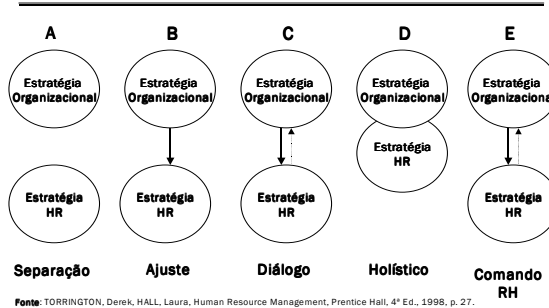 A B C D E
Estratégia Organizacional
Estratégia Organizacional
Estratégia Organizacional
Estratégia Organizacional
Estratégia Organizacional
Estratégia HR
Estratégia HR
Estratégia HR
Estratégia HR
Estratégia HR
Separação
Ajuste
Diálogo
Holístico
Comando
RH
Fonte: TORRINGTON, Derek, HALL, Laura, Human Resource Management, Prentice Hall, 4ª Ed., 1998, p. 27.